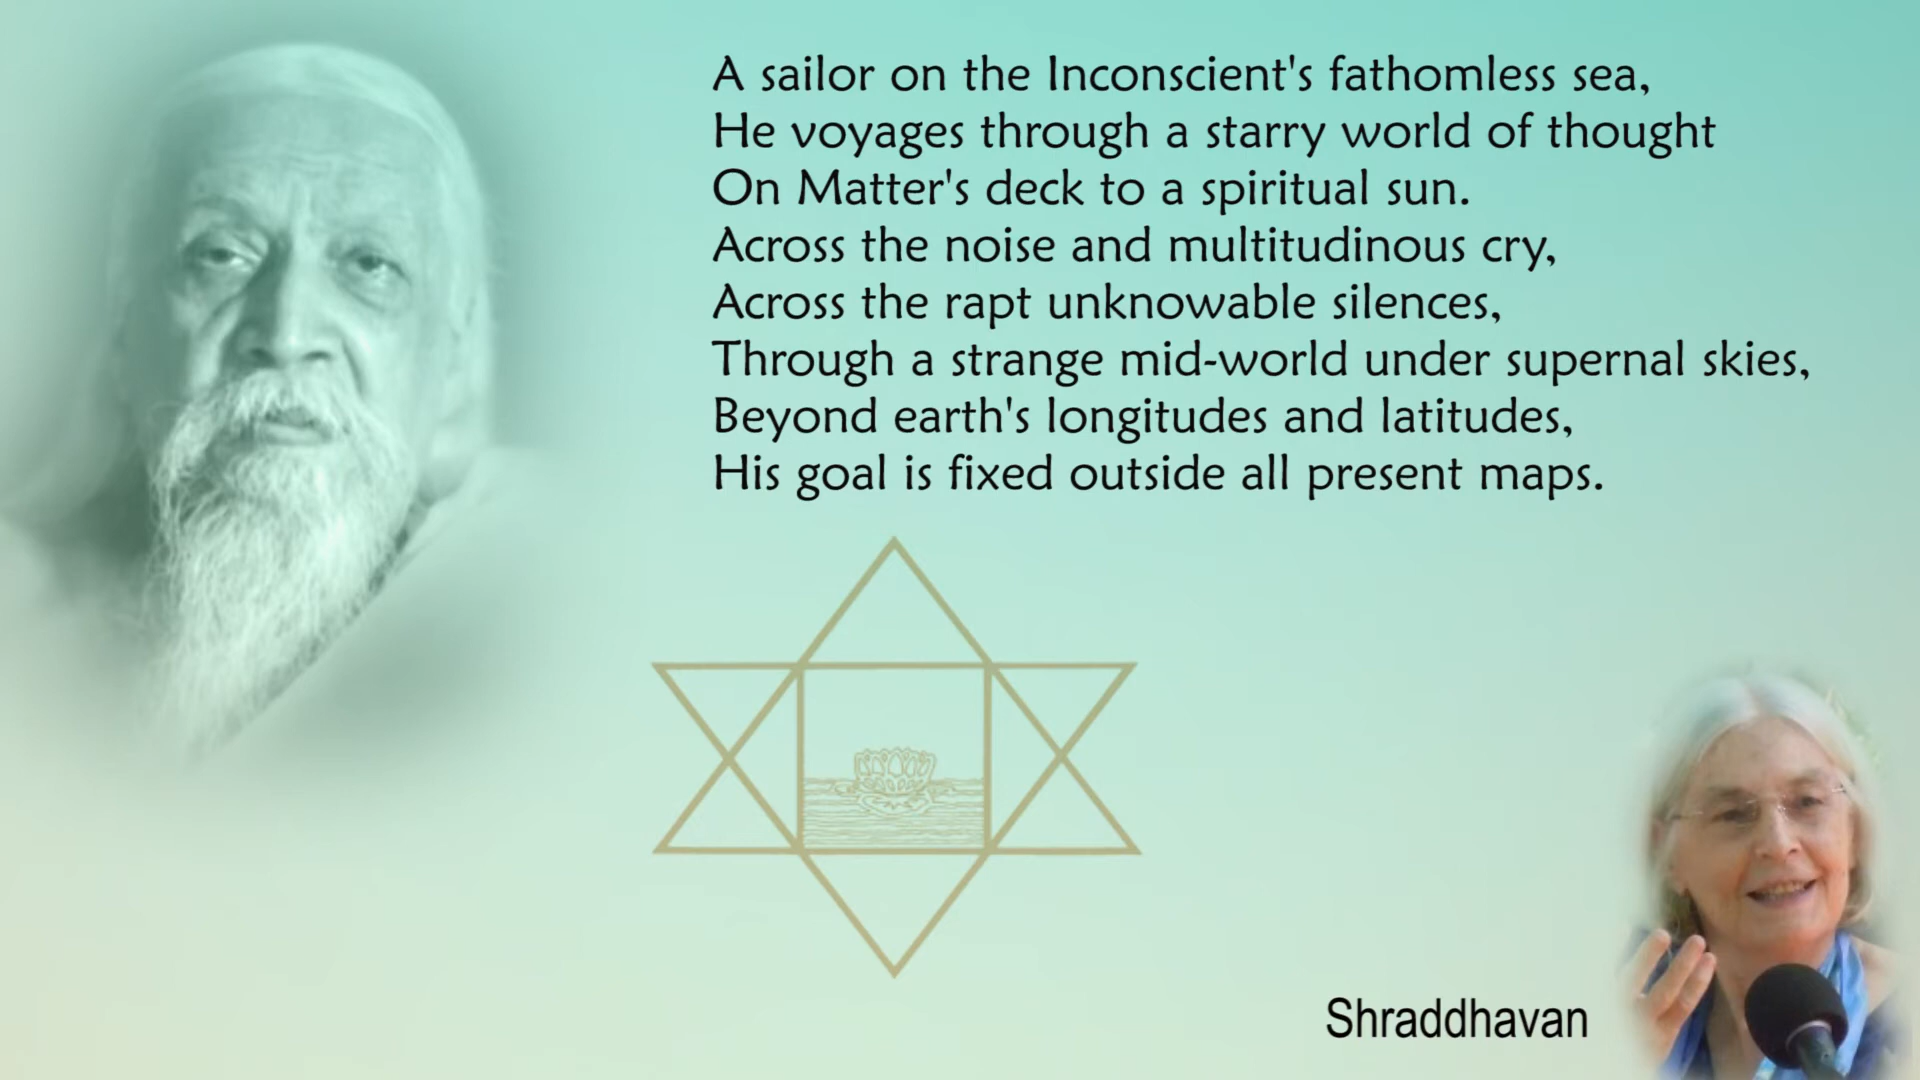 A sailor on the Inconscient's fathomless sea,
He voyages through a starry world of thought
On Matter's deck to a spiritual sun.
Across the noise and multitudinous cry,
Across the rapt unknowable silences,
Through a strange mid-world under supernal skies,
Beyond earth's longitudes and latitudes,
His goal is fixed outside all present maps.
Shraddhavan